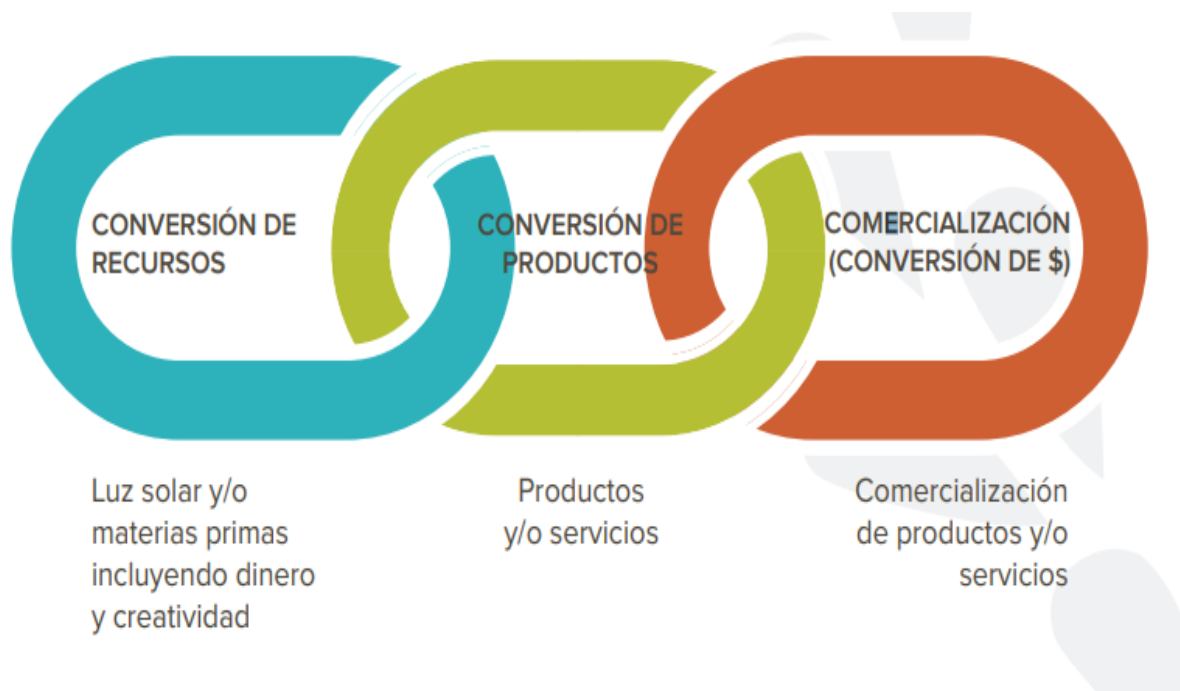 CONVERSIÓN DE
RECURSOS
CONVERSIÓN DE
PRODUCTOS
COMERCIALIZACIÓN
(CONVERSIÓN DE $)
Luz solar y/o
materias primas
incluyendo dinero
y creatividad
Productos
y/o servicios
Comercialización
de productos y/o
servicios